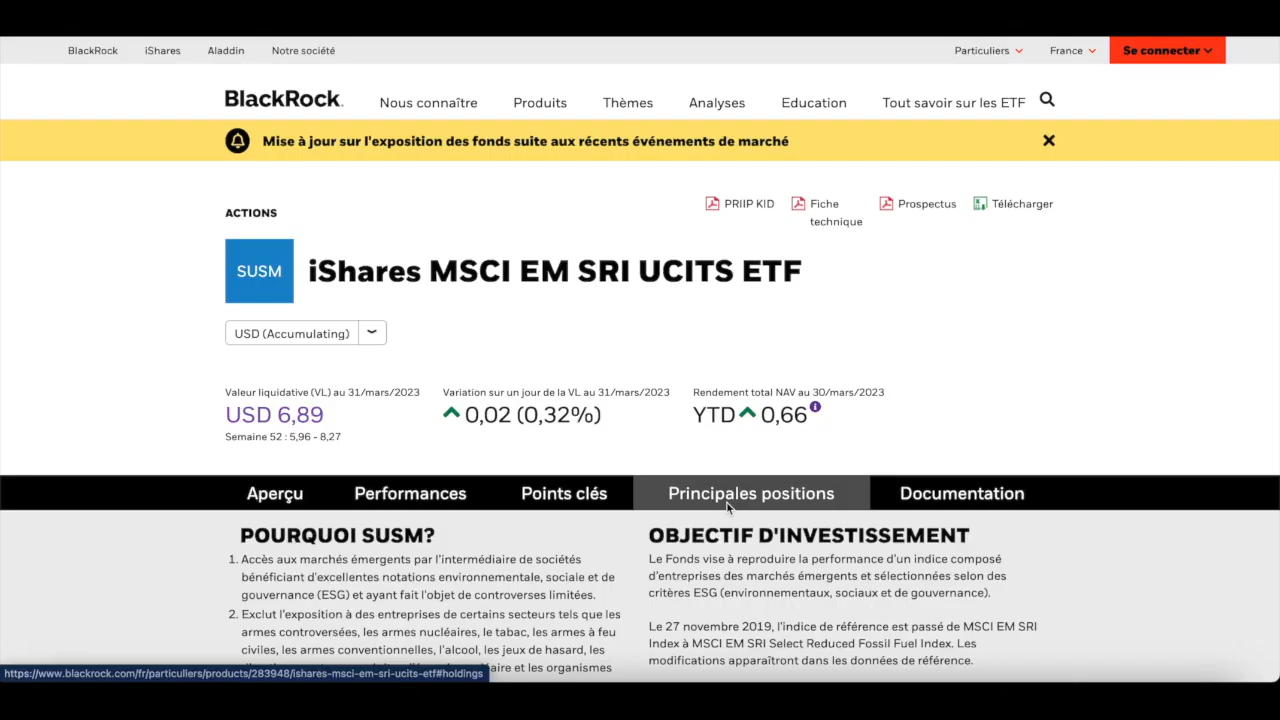 BlackRock iShares Aladdin Notre société Particuliers France Se connecter
BlackRock. Nous connaître Produits Thèmes Analyses Education Tout savoir sur les ETF
Mise à jour sur l'exposition des fonds suite aux récents événements de marché
ACTIONS
PRIIP KID
Fiche
technique
Prospectus
Télécharger
SUSM
iShares MSCI EM SRI UCITS ETF
USD (Accumulating)
Valeur liquidative (VL) au 31/mars/2023
USD 6,89
Semaine 52 : 5,96 - 8,27
Variation sur un jour de la VL au 31/mars/2023
0,02 (0,32%)
Rendement total NAV au 30/mars/2023
YTD 0,66
Aperçu Performances Points clés Principales positions Documentation
POURQUOI SUSM?
1. Accès aux marchés émergents par l'intermédiaire de sociétés
bénéficiant d'excellentes notations environnementale, sociale et de
gouvernance (ESG) et ayant fait l'objet de controverses limitées.
2. Exclut l'exposition à des entreprises de certains secteurs tels que les
armes controversées, les armes nucléaires, le tabac, les armes à feu
civiles, les armes conventionnelles, l'alcool, les jeux de hasard, les
et les organismes
OBJECTIF D'INVESTISSEMENT
Le Fonds vise à reproduire la performance d'un indice composé
d'entreprises des marchés émergents et sélectionnées selon des
critères ESG (environnementaux, sociaux et de gouvernance).
Le 27 novembre 2019, l'indice de référence est passé de MSCI EM SRI
Index à MSCI EM SRI Select Reduced Fossil Fuel Index. Les
modifications apparaîtront dans les données de référence.
https://www.blackrock.com/fr/particuliers/products/283948/ishares-msci-em-sri-ucits-etf#holdings